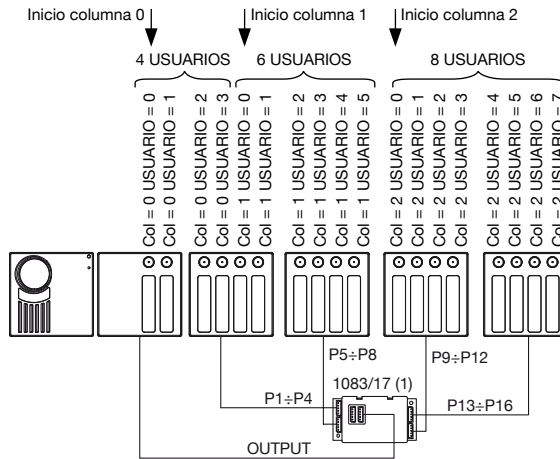 Inicio columna 0
Inicio columna 1
Inicio columna 2
4 USUARIOS
6 USUARIOS
8 USUARIOS
Col = 0 USUARIO = 0
Col = 0 USUARIO = 1
Col = 0 USUARIO = 2
Col = 0 USUARIO = 3
Col = 1 USUARIO = 0
Col = 1 USUARIO = 1
Col = 1 USUARIO = 2
Col = 1 USUARIO = 3
Col = 1 USUARIO = 4
Col = 1 USUARIO = 5
Col = 2 USUARIO = 0
Col = 2 USUARIO = 1
Col = 2 USUARIO = 2
Col = 2 USUARIO = 3
Col = 2 USUARIO = 4
Col = 2 USUARIO = 5
Col = 2 USUARIO = 6
Col = 2 USUARIO = 7
P5÷P8
P9÷P12
1083/17 (1)
P1÷P4
P13÷P16
OUTPUT